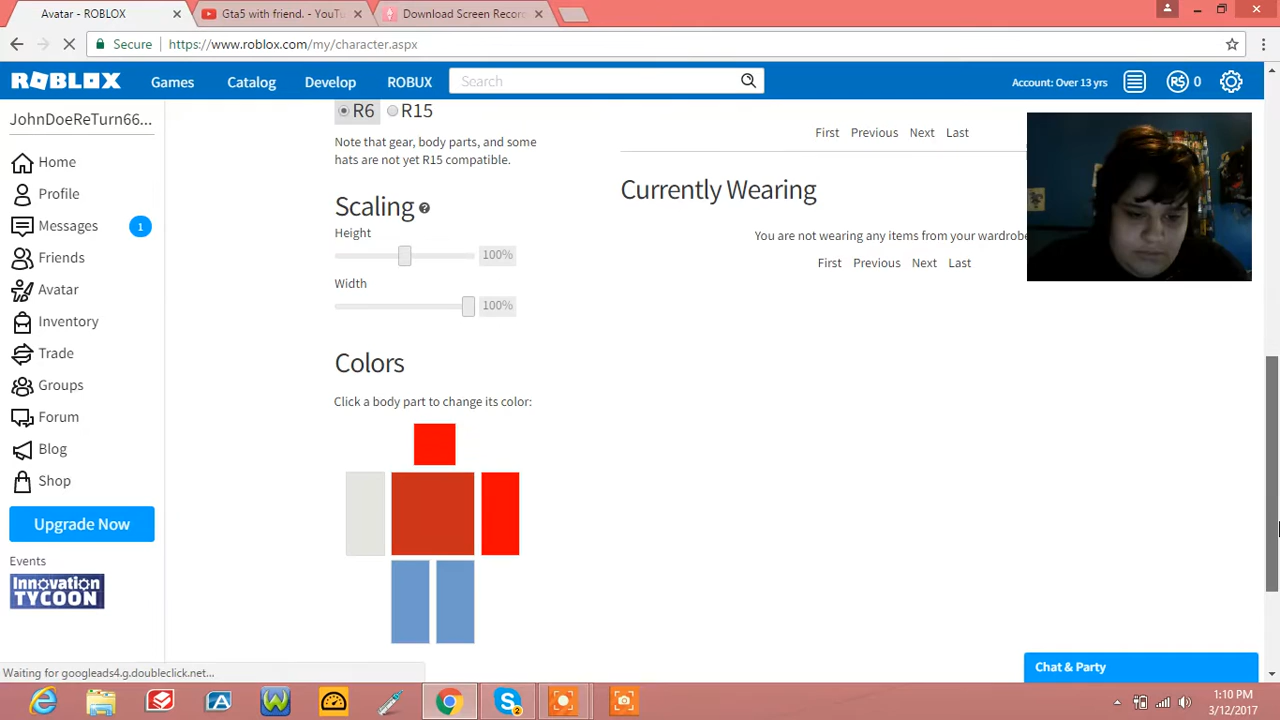 Avatar - ROBLOX
Gta5 with friend. - YouTu
Download Screen Recor
Secure
https://www.roblox.com/my/character.aspx
ROBLOX
Games
Catalog
Develop
ROBUX
Search
Account: Over 13 yrs
R$ 0
JohnDoeReTurn66...
Home
Profile
Messages
1
Friends
Avatar
Inventory
Trade
Groups
Forum
Blog
Shop
Upgrade Now
Events
Innovation
TYCOON
R6
R15
Note that gear, body parts, and some
hats are not yet R15 compatible.
Scaling
Height
100%
Width
100%
Colors
Click a body part to change its color:
First Previous Next Last
Currently Wearing
You are not wearing any items from your wardrobe
First Previous Next Last
Chat & Party
Waiting for googleads4.g.doubleclick.net...
2
1:10 PM
3/12/2017